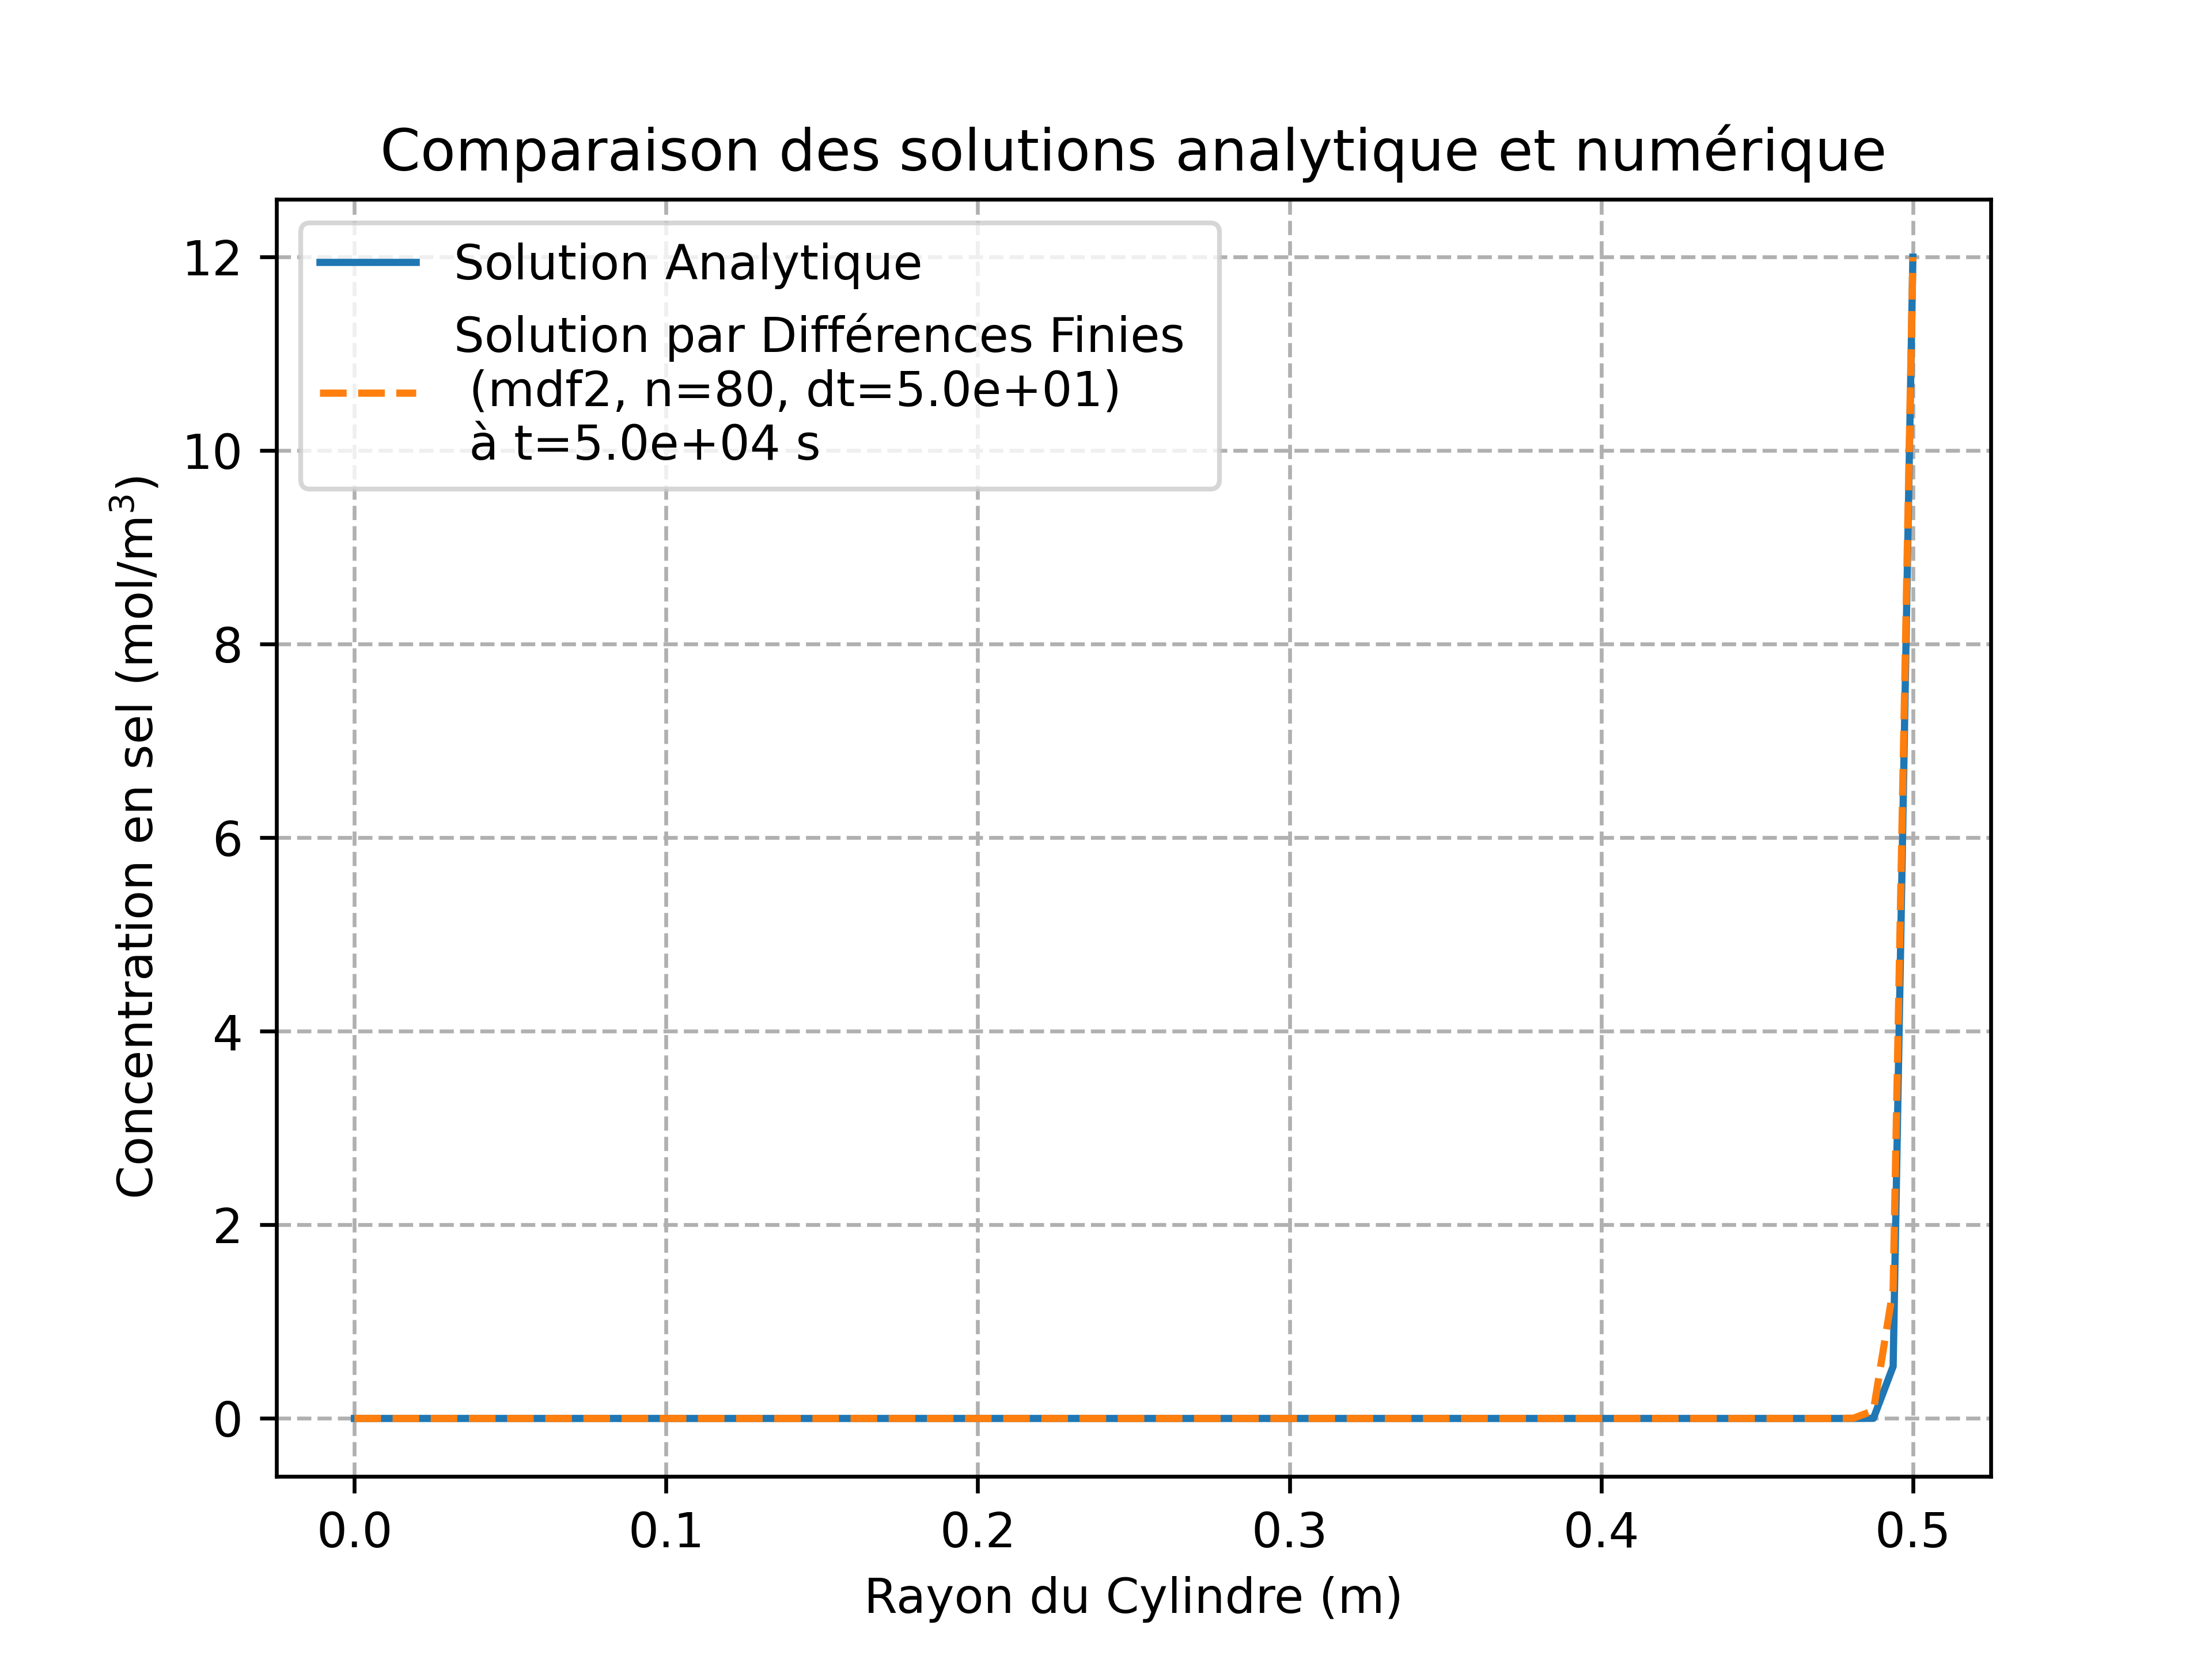 Comparaison des solutions analytique et numérique
Solution Analytique
Solution par Différences Finies
(mdf2, n=80, dt=5.0e+01)
à t=5.0e+04 s
Concentration en sel (mol/m³)
12
10
8
6
4
2
0
0.0 0.1 0.2 0.3 0.4 0.5
Rayon du Cylindre (m)